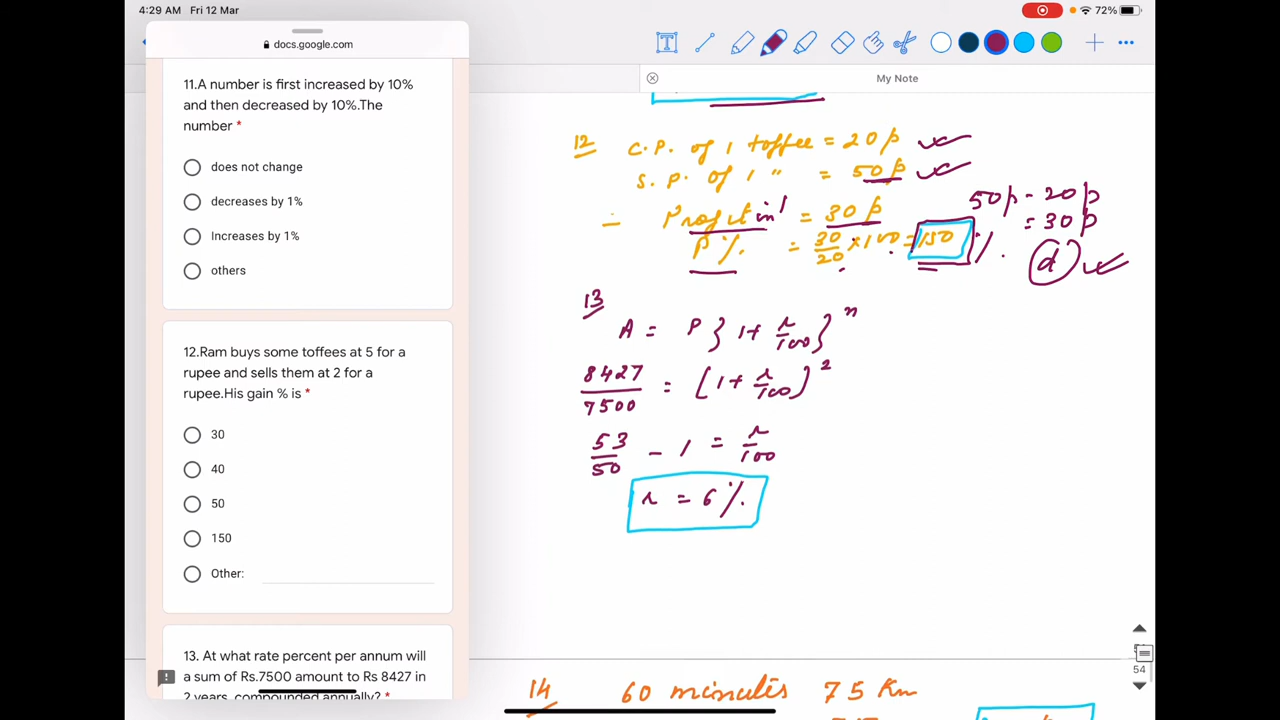 4:29 AM Fri 12 Mar
72%
docs.google.com
My Note
11.A number is first increased by 10%
and then decreased by 10%.The
number *
does not change
decreases by 1%
Increases by 1%
others
12.Ram buys some toffees at 5 for a
rupee and sells them at 2 for a
rupee.His gain % is *
30
40
50
150
Other:
13. At what rate percent per annum will
a sum of Rs.7500 amount to Rs 8427 in
2 years, compounded annually? *
12 C.P. of 1 toffee = 20 p
S.P. of 1 " = 50 p
∴ Profit in 1 = 30 p
P% = 30/20 × 100 = 150 %.
50p - 20p
= 30 p
d
13
A = P { 1 + r/100 }^n
8427/7500 = ( 1 + r/100 )^2
53/50 - 1 = r/100
r = 6 %.
14 60 minutes 75 Km
54